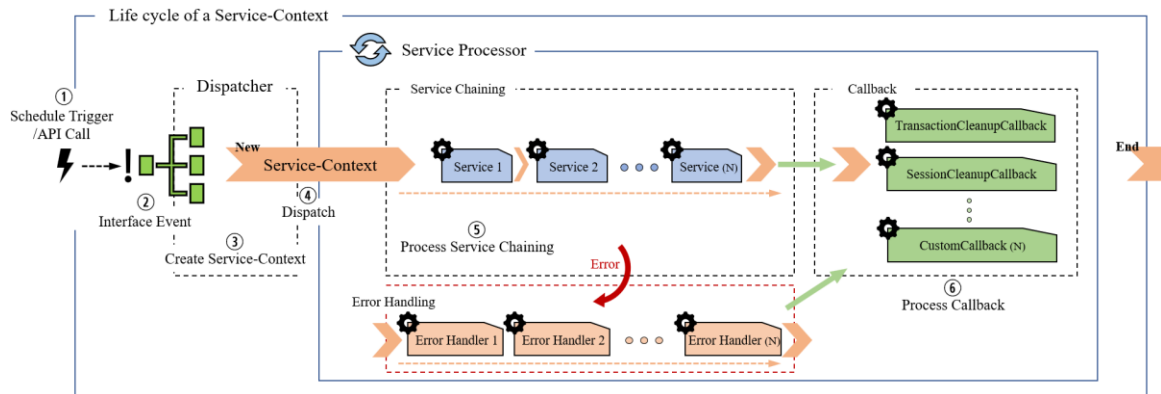 Life cycle of a Service-Context
Service Processor
①
Schedule Trigger
/API Call
!
②
Interface Event
Dispatcher
New
Service-Context
③
Create Service-Context
④
Dispatch
Service Chaining
Service 1
Service 2
Service (N)
⑤
Process Service Chaining
Error
Error Handling
Error Handler 1
Error Handler 2
Error Handler (N)
Callback
TransactionCleanupCallback
SessionCleanupCallback
CustomCallback (N)
⑥
Process Callback
End